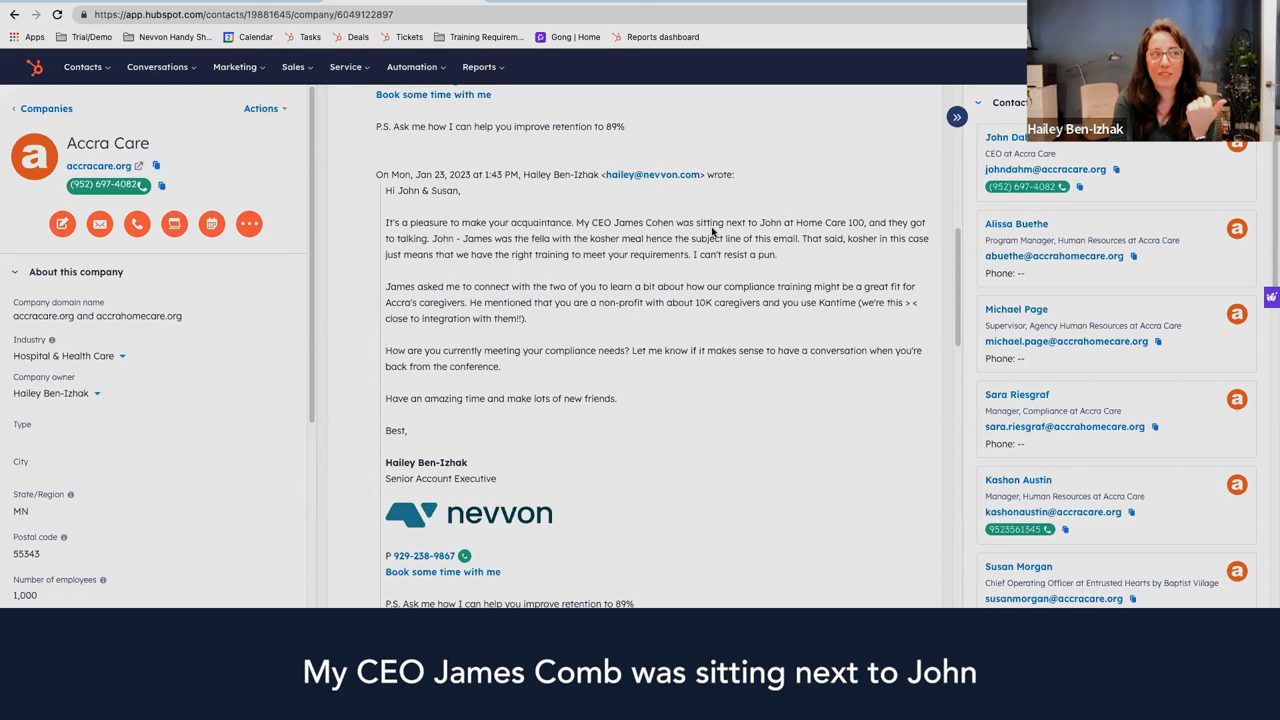 https://app.hubspot.com/contacts/19881645/company/6049122897
Apps
Trial/Demo
Nevvon Handy Sh...
Calendar
Tasks
Deals
Tickets
Training Requirem...
Gong | Home
Reports dashboard
Contacts
Conversations
Marketing
Sales
Service
Automation
Reports
Companies
Actions
Accra Care
accracare.org
(952) 697-4082
About this company
Company domain name
accracare.org and accrahomecare.org
Industry
Hospital & Health Care
Company owner
Hailey Ben-Izhak
Type
City
State/Region
MN
Postal code
55343
Number of employees
1,000
Book some time with me
P.S. Ask me how I can help you improve retention to 89%
On Mon, Jan 23, 2023 at 1:43 PM, Hailey Ben-Izhak <hailey@nevvon.com> wrote:
Hi John & Susan,
It's a pleasure to make your acquaintance. My CEO James Cohen was sitting next to John at Home Care 100, and they got
to talking. John - James was the fella with the kosher meal hence the subject line of this email. That said, kosher in this case
just means that we have the right training to meet your requirements. I can't resist a pun.
James asked me to connect with the two of you to learn a bit about how our compliance training might be a great fit for
Accra's caregivers. He mentioned that you are a non-profit with about 10K caregivers and you use Kantime (we're this > <
close to integration with them!!).
How are you currently meeting your compliance needs? Let me know if it makes sense to have a conversation when you're
back from the conference.
Have an amazing time and make lots of new friends.
Best,
Hailey Ben-Izhak
Senior Account Executive
nevvon
P 929-238-9867
Book some time with me
P.S. Ask me how I can help you improve retention to 89%
Hailey Ben-Izhak
CEO at Accra Care
johndahm@accracare.org
(952) 697-4082
Alissa Buethe
Program Manager, Human Resources at Accra Care
abuethe@accrahomecare.org
Phone: --
Michael Page
Supervisor, Agency Human Resources at Accra Care
michael.page@accrahomecare.org
Phone: --
Sara Riesgraf
Manager, Compliance at Accra Care
sara.riesgraf@accrahomecare.org
Phone: --
Kashon Austin
Manager, Human Resources at Accra Care
kashonaustin@accracare.org
9523561345
Susan Morgan
Chief Operating Officer at Entrusted Hearts by Baptist Village
susanmorgan@accracare.org
My CEO James Comb was sitting next to John